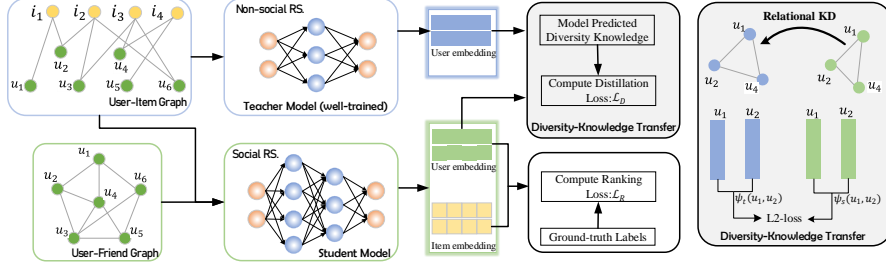 i1 i2 i3 i4
u1 u2 u3 u4 u5 u6
User-Item Graph
Non-social RS.
Teacher Model (well-trained)
User embedding
Model Predicted
Diversity Knowledge
Compute Distillation
Loss:ℒ_D
Diversity-Knowledge Transfer
u1
u2
u6
u4
u3
u5
User-Friend Graph
Social RS.
Student Model
User embedding
Item embedding
Compute Ranking
Loss:ℒ_R
Ground-truth Labels
Relational KD
u1
u2
u4
u1
u2
u4
u1 u2 u1 u2
ψ_t(u1, u2) ψ_s(u1, u2)
L2-loss
Diversity-Knowledge Transfer